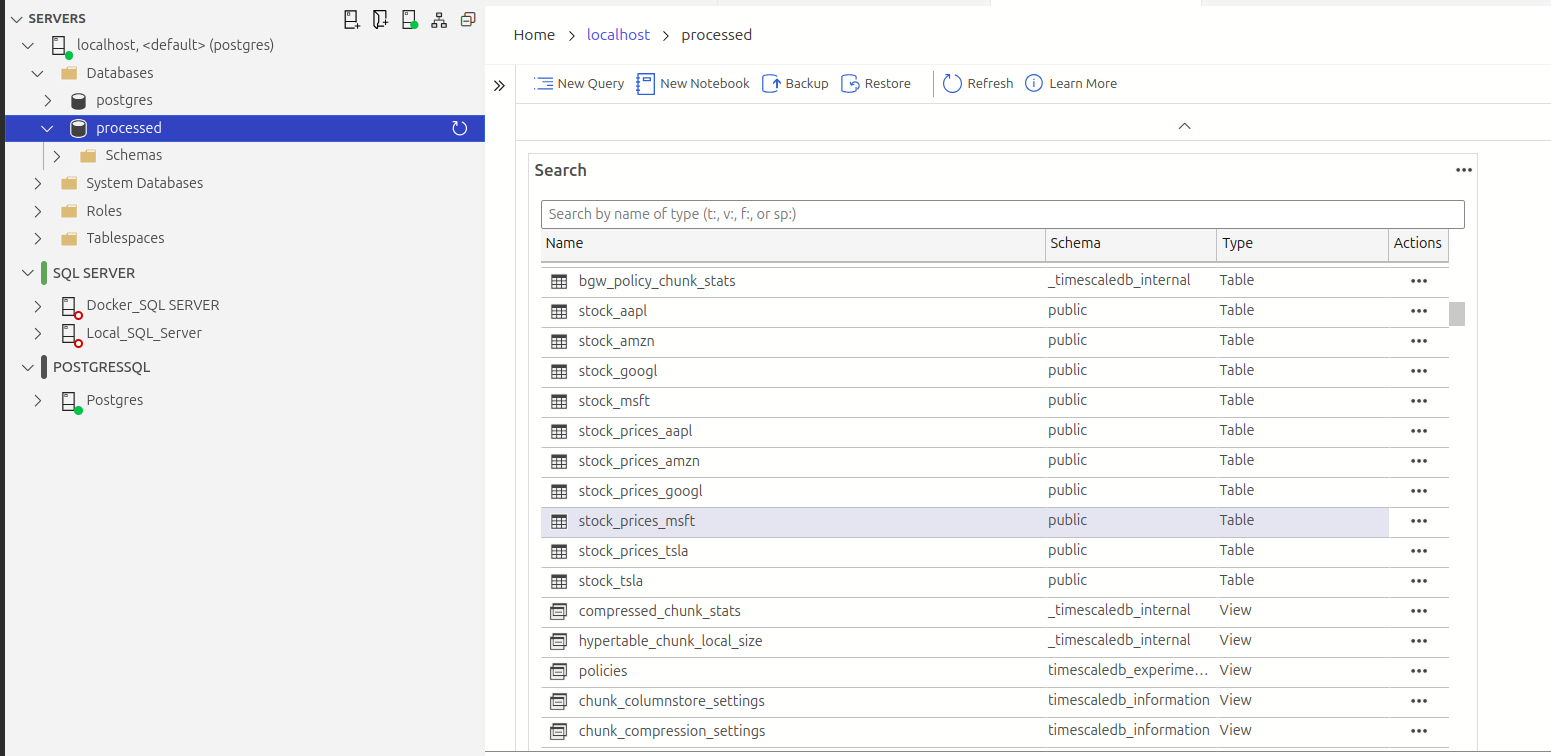 SERVERS
localhost, <default> (postgres)
Databases
postgres
processed
Schemas
System Databases
Roles
Tablespaces
SQL SERVER
Docker_SQL SERVER
Local_SQL_Server
POSTGRESSQL
Postgres
Home > localhost > processed
New Query New Notebook Backup Restore Refresh Learn More
Search
Search by name of type (t:, v:, f:, or sp:)
Name Schema Type Actions
bgw_policy_chunk_stats _timescaledb_internal Table
stock_aapl public Table
stock_amzn public Table
stock_googl public Table
stock_msft public Table
stock_prices_aapl public Table
stock_prices_amzn public Table
stock_prices_googl public Table
stock_prices_msft public Table
stock_prices_tsla public Table
stock_tsla public Table
compressed_chunk_stats _timescaledb_internal View
hypertable_chunk_local_size _timescaledb_internal View
policies timescaledb_experime... View
chunk_columnstore_settings timescaledb_information View
chunk_compression_settings timescaledb_information View